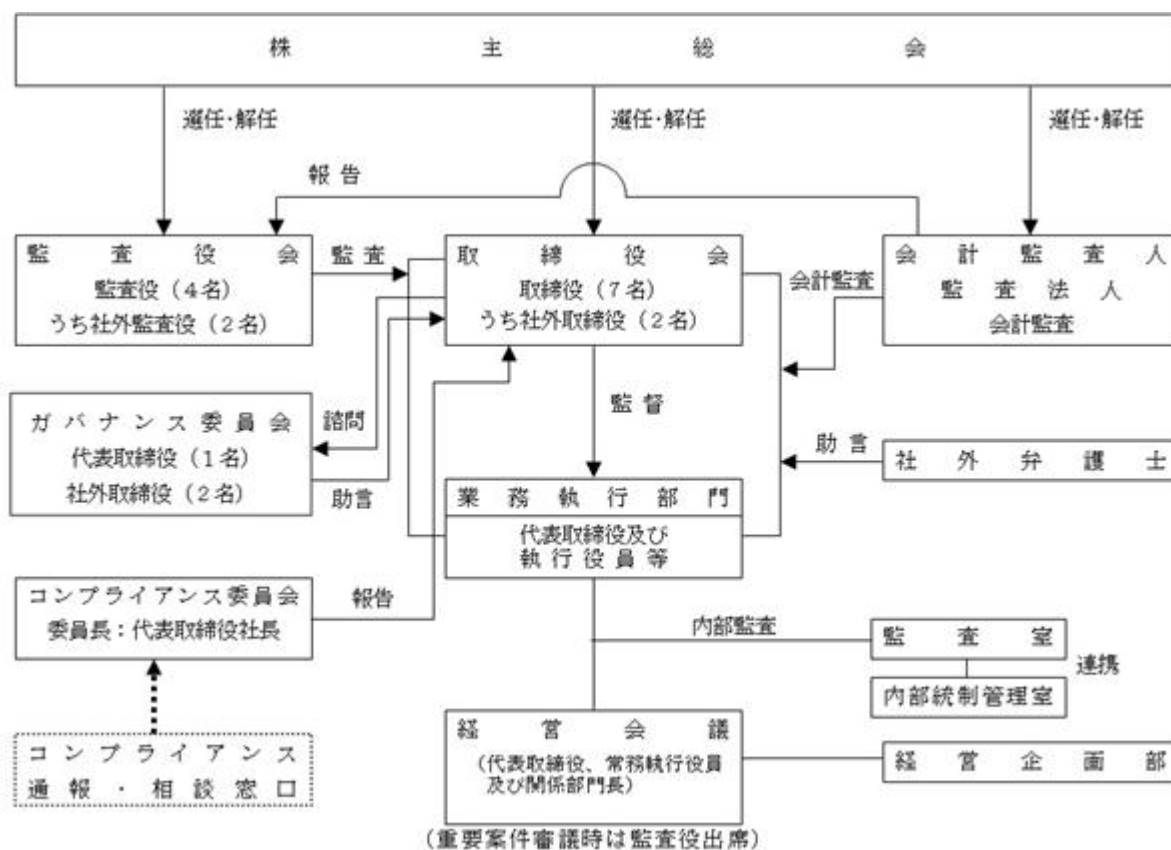 株主総会
選任・解任
選任・解任
選任・解任
報告
監査役会
監査役（４名）
うち社外監査役（２名）
監査
取締役会
取締役（７名）
うち社外取締役（２名）
会計監査
会計監査人
監査法人
会計監査
ガバナンス委員会
代表取締役（１名）
社外取締役（２名）
諮問
助言
監督
助言
社外弁護士
業務執行部門
代表取締役及び
執行役員等
コンプライアンス委員会
委員長：代表取締役社長
報告
内部監査
監査室
連携
内部統制管理室
コンプライアンス
通報・相談窓口
経営会議
（代表取締役、常務執行役員
及び関係部門長）
経営企画部
（重要案件審議時は監査役出席）